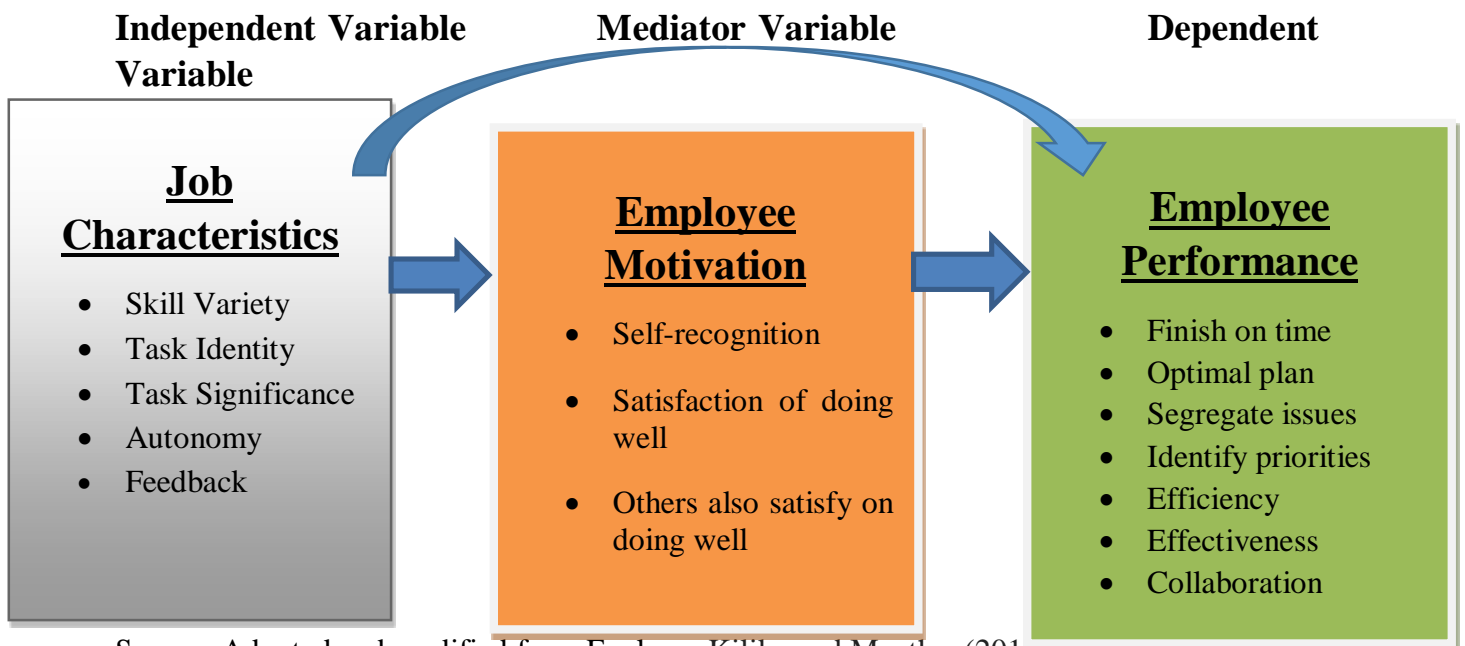 Independent Variable Mediator Variable Dependent
Variable
Job
Characteristics
• Skill Variety
• Task Identity
• Task Significance
• Autonomy
• Feedback
Employee
Motivation
• Self-recognition
• Satisfaction of doing
well
• Others also satisfy on
doing well
Employee
Performance
• Finish on time
• Optimal plan
• Segregate issues
• Identify priorities
• Efficiency
• Effectiveness
• Collaboration